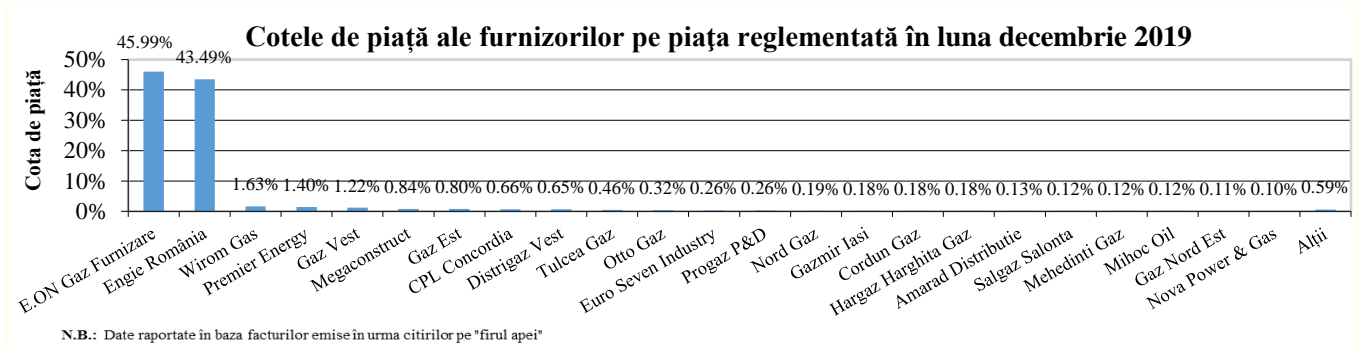 Cotele de piață ale furnizorilor pe piaţa reglementată în luna decembrie 2019
Cota de piață
50%
40%
30%
20%
10%
0%
45.99%
43.49%
1.63%
1.40%
1.22%
0.84%
0.80%
0.66%
0.65%
0.46%
0.32%
0.26%
0.26%
0.19%
0.18%
0.18%
0.18%
0.13%
0.12%
0.12%
0.12%
0.11%
0.10%
0.59%
E.ON Gaz Furnizare
Engie România
Wirom Gas
Premier Energy
Gaz Vest
Megaconstruct
Gaz Est
CPL Concordia
Distrigaz Vest
Tulcea Gaz
Otto Gaz
Euro Seven Industry
Progaz P&D
Nord Gaz
Gazmir Iasi
Cordun Gaz
Hargaz Harghita Gaz
Amarad Distributie
Salgaz Salonta
Mehedinti Gaz
Mihoc Oil
Gaz Nord Est
Nova Power & Gas
Alții
N.B.: Date raportate în baza facturilor emise în urma citirilor pe "firul apei"